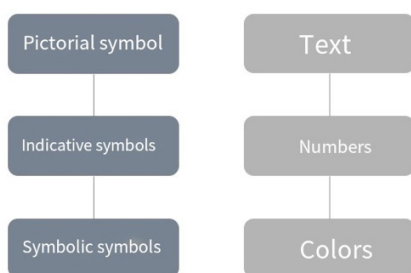 Pictorial symbol
Text
Indicative symbols
Numbers
Symbolic symbols
Colors